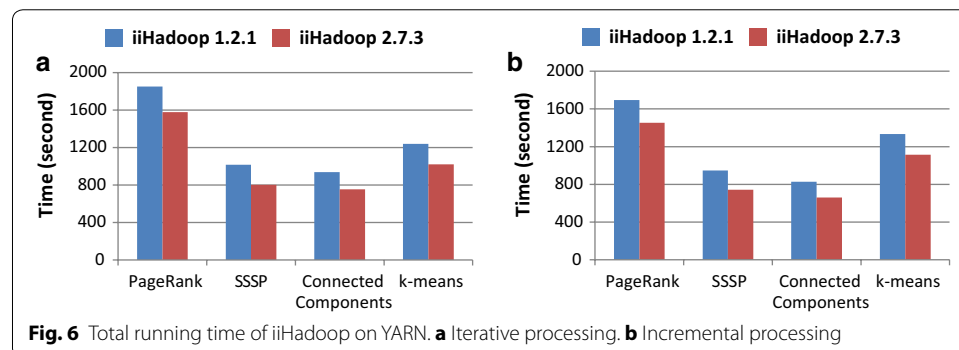 iiHadoop 1.2.1 iiHadoop 2.7.3
a
Time (second)
2000
1600
1200
800
400
0
PageRank SSSP Connected Components k-means
iiHadoop 1.2.1 iiHadoop 2.7.3
b
Time (second)
2000
1600
1200
800
400
0
PageRank SSSP Connected Components k-means
Fig. 6 Total running time of iiHadoop on YARN. a Iterative processing. b Incremental processing